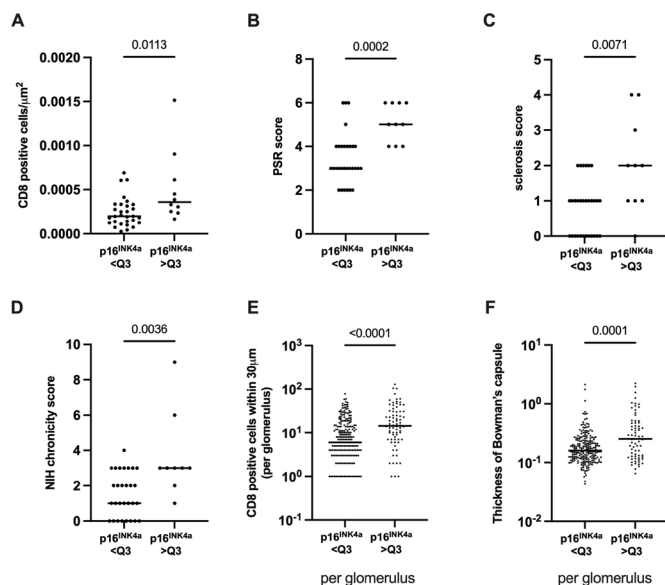 A
0.0113
CD8 positive cells/μm²
0.0020
0.0015
0.0010
0.0005
0.0000
p16INK4a
<Q3
p16INK4a
>Q3
B
0.0002
PSR score
8
6
4
2
0
p16INK4a
<Q3
p16INK4a
>Q3
C
0.0071
sclerosis score
5
4
3
2
1
0
p16INK4a
<Q3
p16INK4a
>Q3
D
0.0036
NIH chronicity score
10
8
6
4
2
0
p16INK4a
<Q3
p16INK4a
>Q3
E
<0.0001
CD8 positive cells within 30μm
(per glomerulus)
10³
10²
10¹
10⁰
10⁻¹
p16INK4a
<Q3
p16INK4a
>Q3
per glomerulus
F
0.0001
Thickness of Bowman's capsule
10¹
10⁰
10⁻¹
10⁻²
p16INK4a
<Q3
p16INK4a
>Q3
per glomerulus